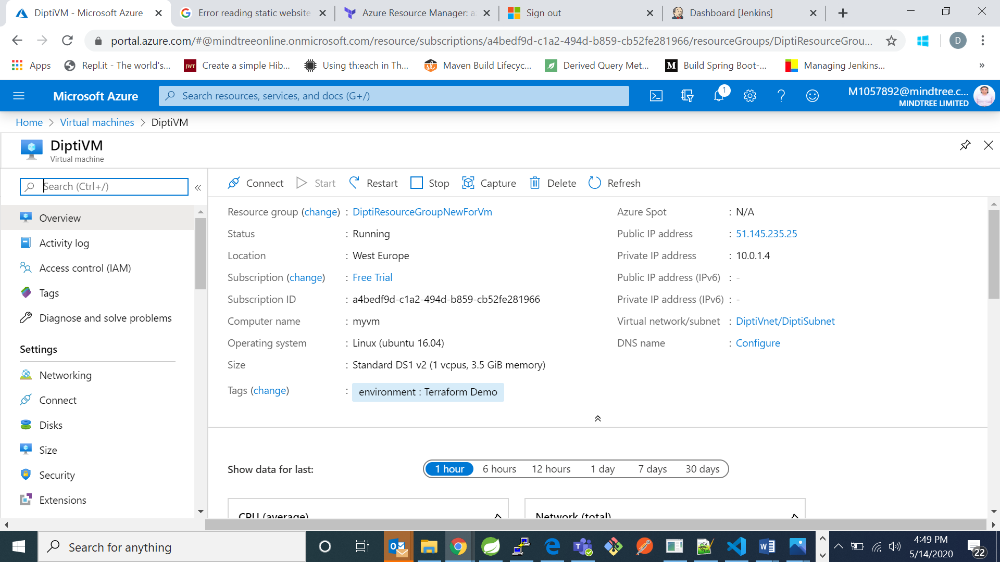 DiptiVM - Microsoft Azure
Error reading static website
Azure Resource Manager: a
Sign out
Dashboard [Jenkins]
portal.azure.com/#@mindtreeonline.onmicrosoft.com/resource/subscriptions/a4bedf9d-c1a2-494d-b859-cb52fe281966/resourceGroups/DiptiResourceGrou...
D
Apps
Repl.it - The world's...
JWT
Create a simple Hib...
Using th:each in Th...
Maven Build Lifecyc...
Derived Query Met...
M
Build Spring Boot-...
Managing Jenkins...
»
Microsoft Azure
Search resources, services, and docs (G+/)
1
M1057892@mindtree.c...
MINDTREE LIMITED
Home > Virtual machines > DiptiVM
DiptiVM
Virtual machine
Search (Ctrl+/)
«
Connect
Start
Restart
Stop
Capture
Delete
Refresh
Overview
Activity log
Access control (IAM)
Tags
Diagnose and solve problems
Settings
Networking
Connect
Disks
Size
Security
Extensions
Resource group (change) : DiptiResourceGroupNewForVm
Status : Running
Location : West Europe
Subscription (change) : Free Trial
Subscription ID : a4bedf9d-c1a2-494d-b859-cb52fe281966
Computer name : myvm
Operating system : Linux (ubuntu 16.04)
Size : Standard DS1 v2 (1 vcpus, 3.5 GiB memory)
Tags (change) : environment : Terraform Demo
Azure Spot : N/A
Public IP address : 51.145.235.25
Private IP address : 10.0.1.4
Public IP address (IPv6) : -
Private IP address (IPv6) : -
Virtual network/subnet : DiptiVnet/DiptiSubnet
DNS name : Configure
Show data for last:
1 hour
6 hours
12 hours
1 day
7 days
30 days
CPU (average)
Network (total)
Search for anything
4:49 PM
5/14/2020
22